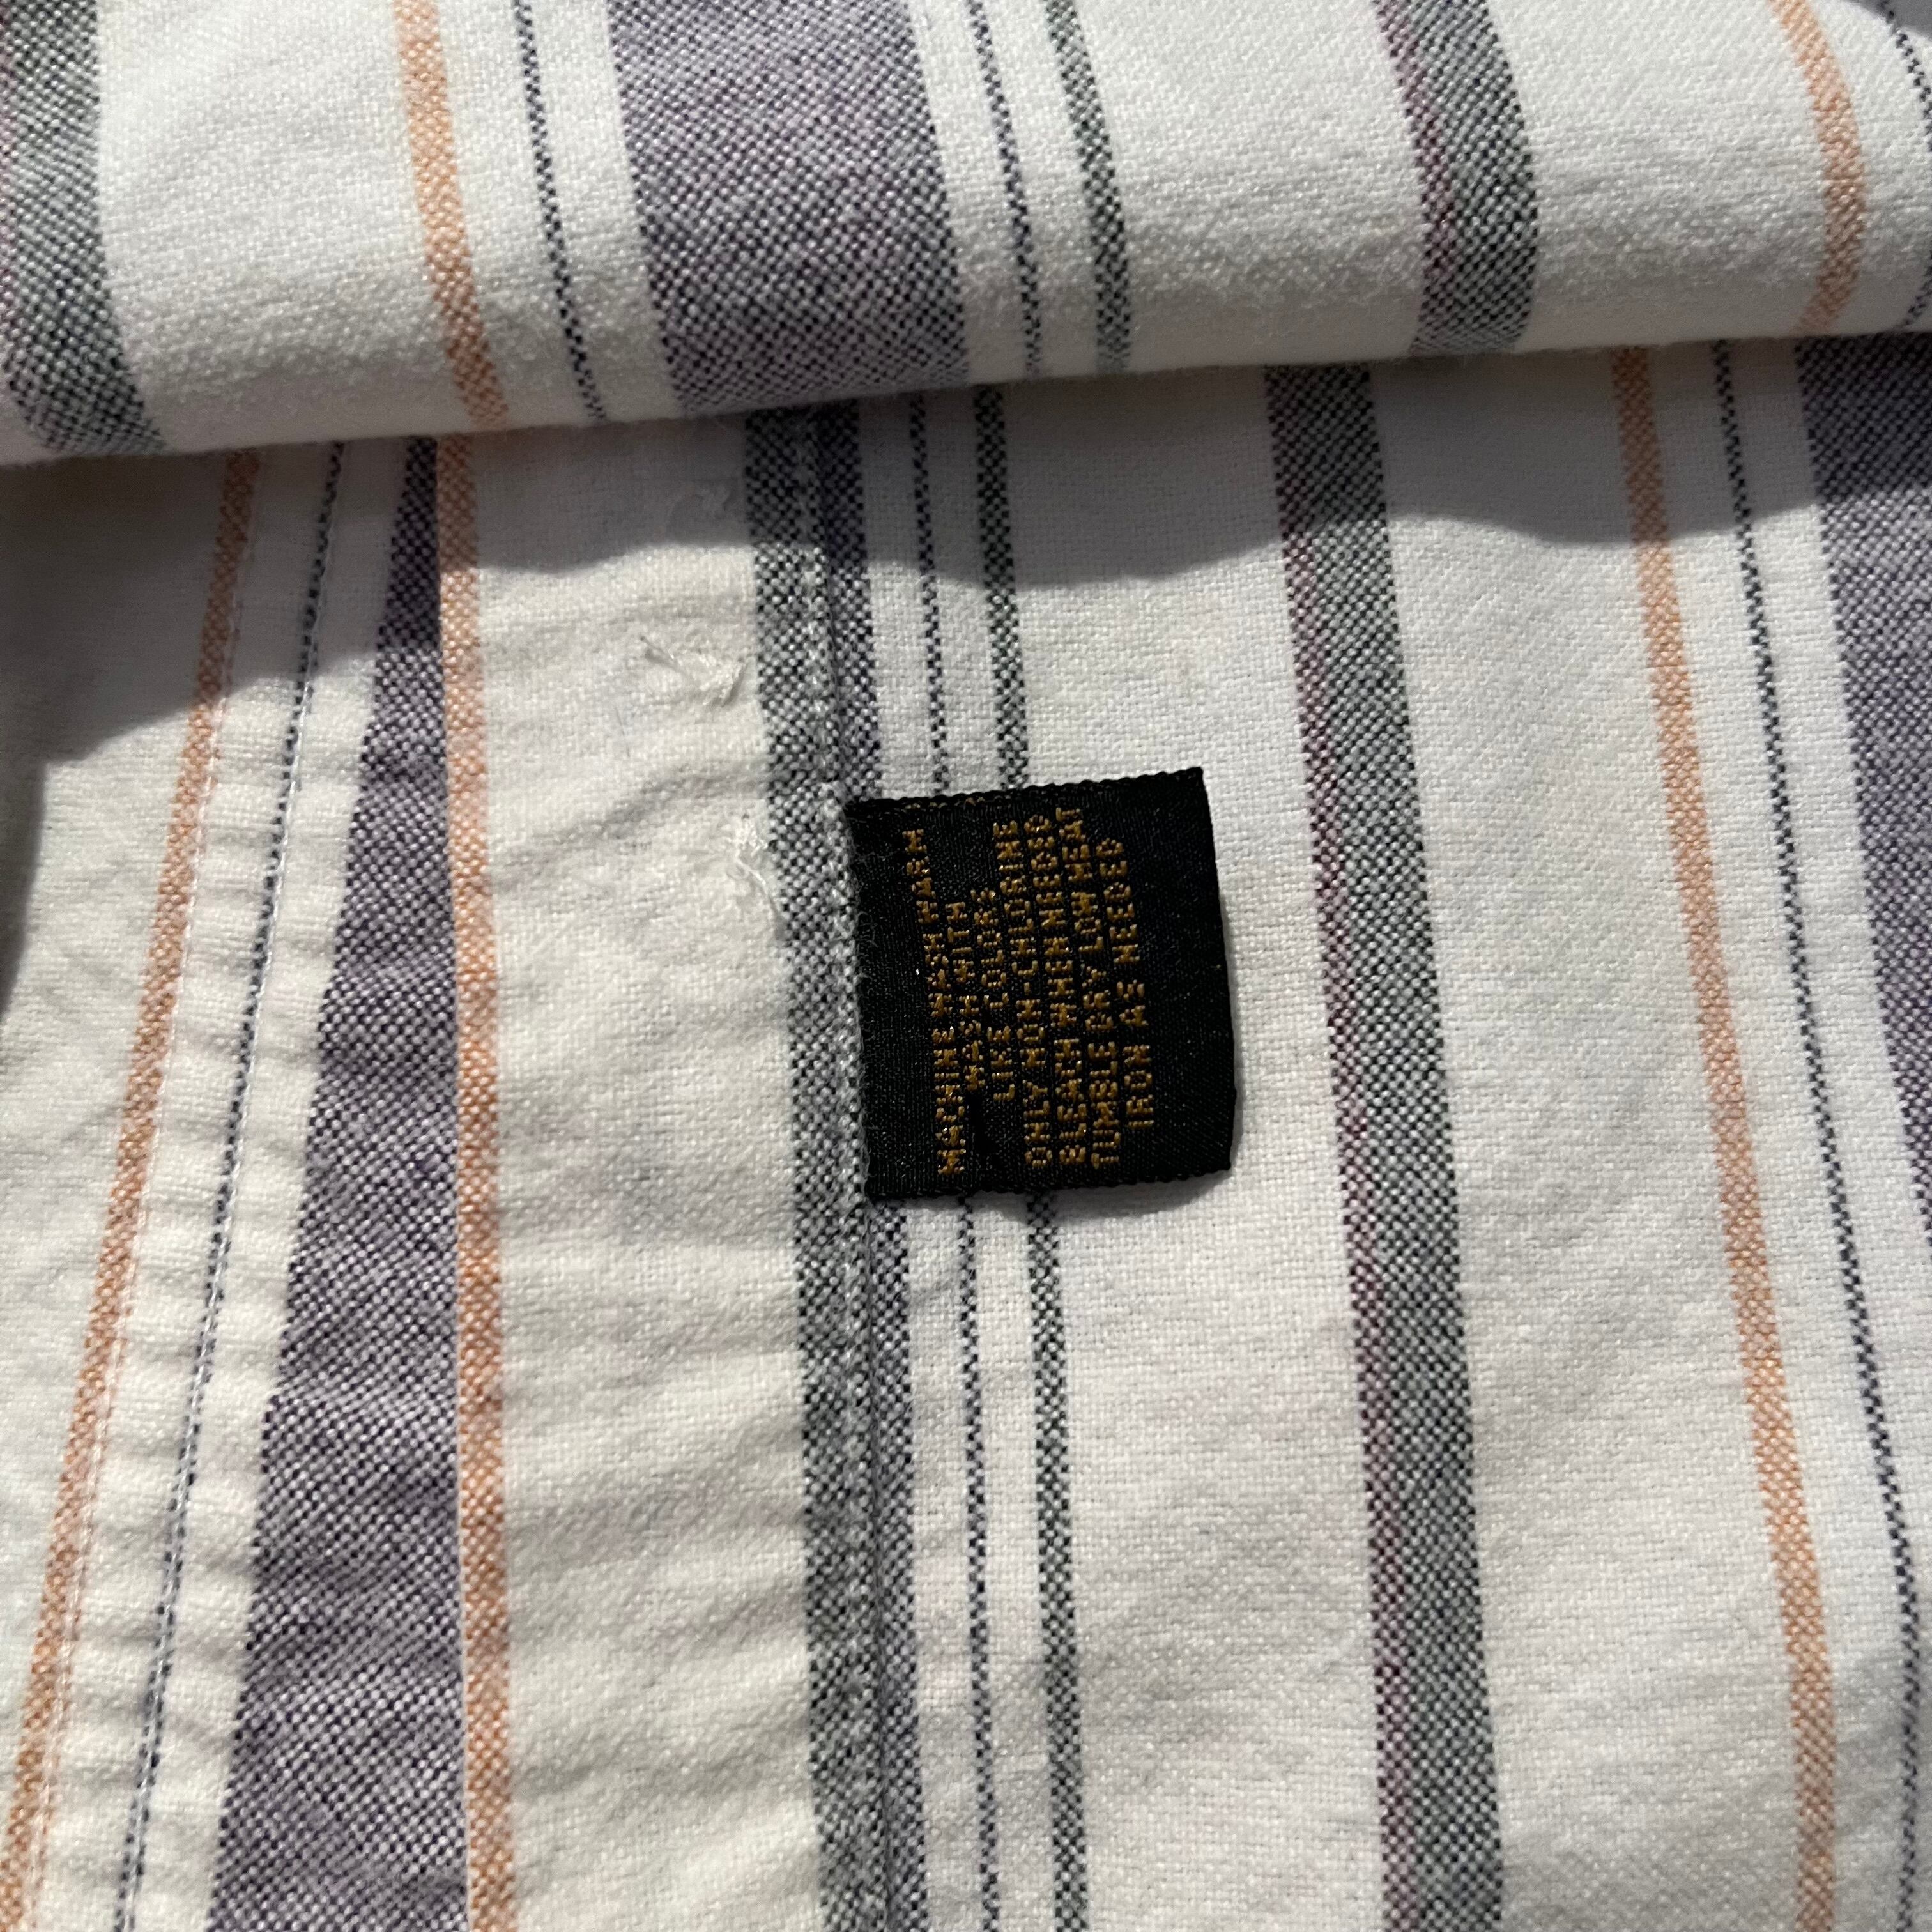 MACHINE WASH WARM
WASH WITH
LIKE COLORS
ONLY NON-CHLORINE
BLEACH WHEN NEEDED
TUMBLE DRY LOW HEAT
IRON AS NEEDED